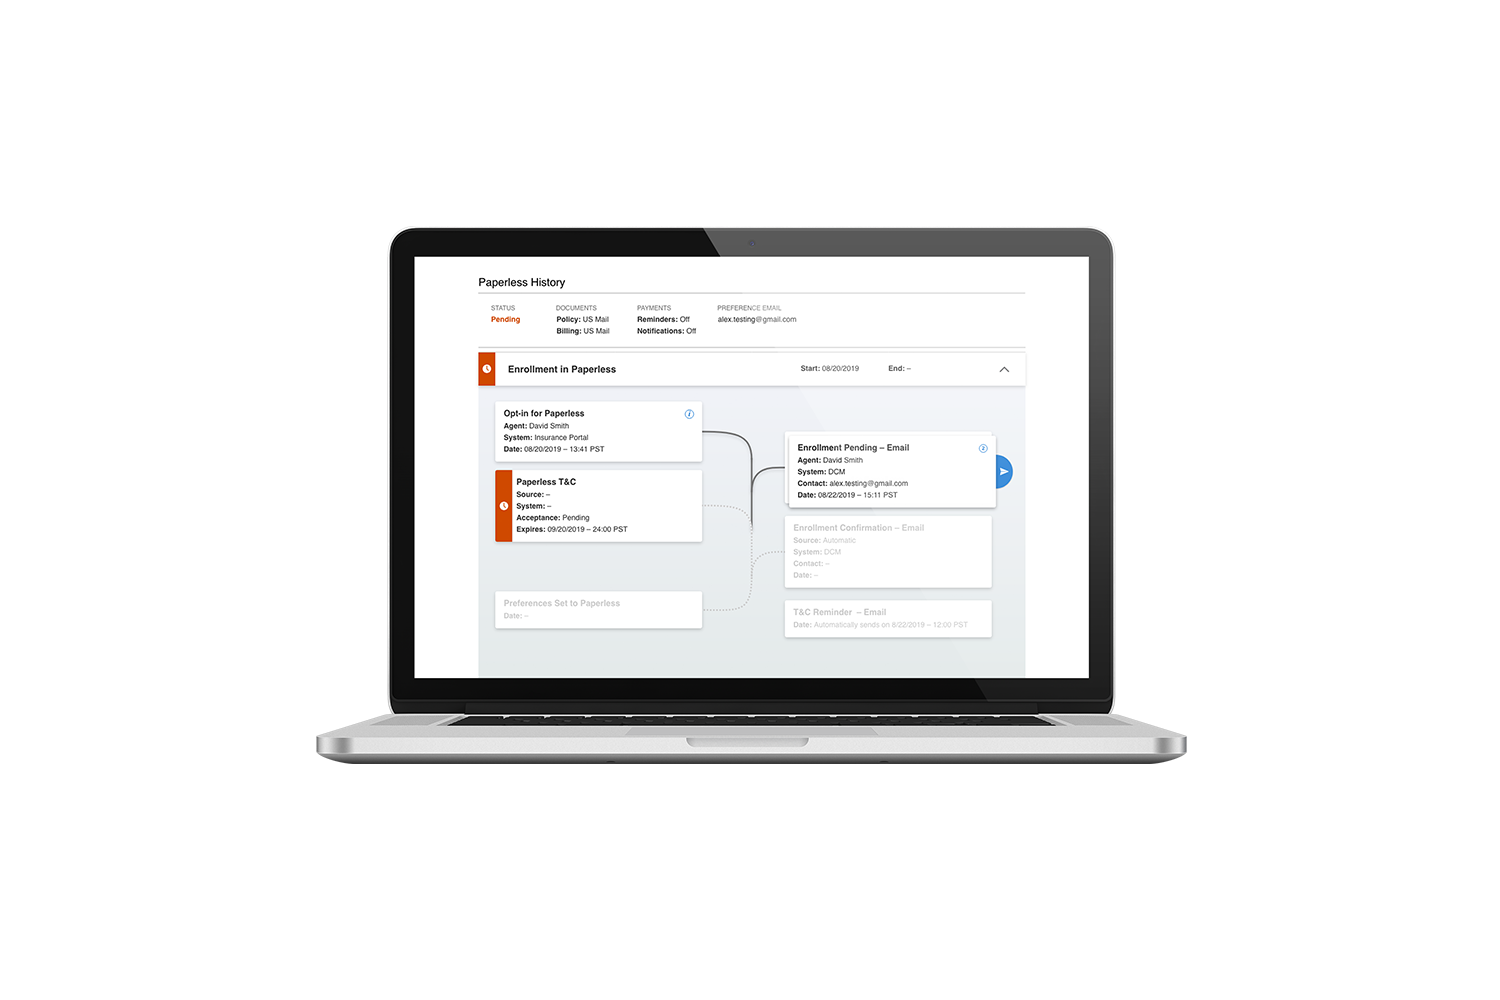 Paperless History
STATUS
Pending
DOCUMENTS
Policy: US Mail
Billing: US Mail
PAYMENTS
Reminders: Off
Notifications: Off
PREFERENCE EMAIL
alex.testing@gmail.com
Enrollment in Paperless
Start: 08/20/2019
End: –
Opt-in for Paperless
Agent: David Smith
System: Insurance Portal
Date: 08/20/2019 – 13:41 PST
Paperless T&C
Source: –
System: –
Acceptance: Pending
Expires: 09/20/2019 – 24:00 PST
Preferences Set to Paperless
Date: –
Enrollment Pending – Email
Agent: David Smith
System: DCM
Contact: alex.testing@gmail.com
Date: 08/22/2019 – 15:11 PST
Enrollment Confirmation – Email
Source: Automatic
System: DCM
Contact: –
Date: –
T&C Reminder – Email
Date: Automatically sends on 8/22/2019 – 12:00 PST